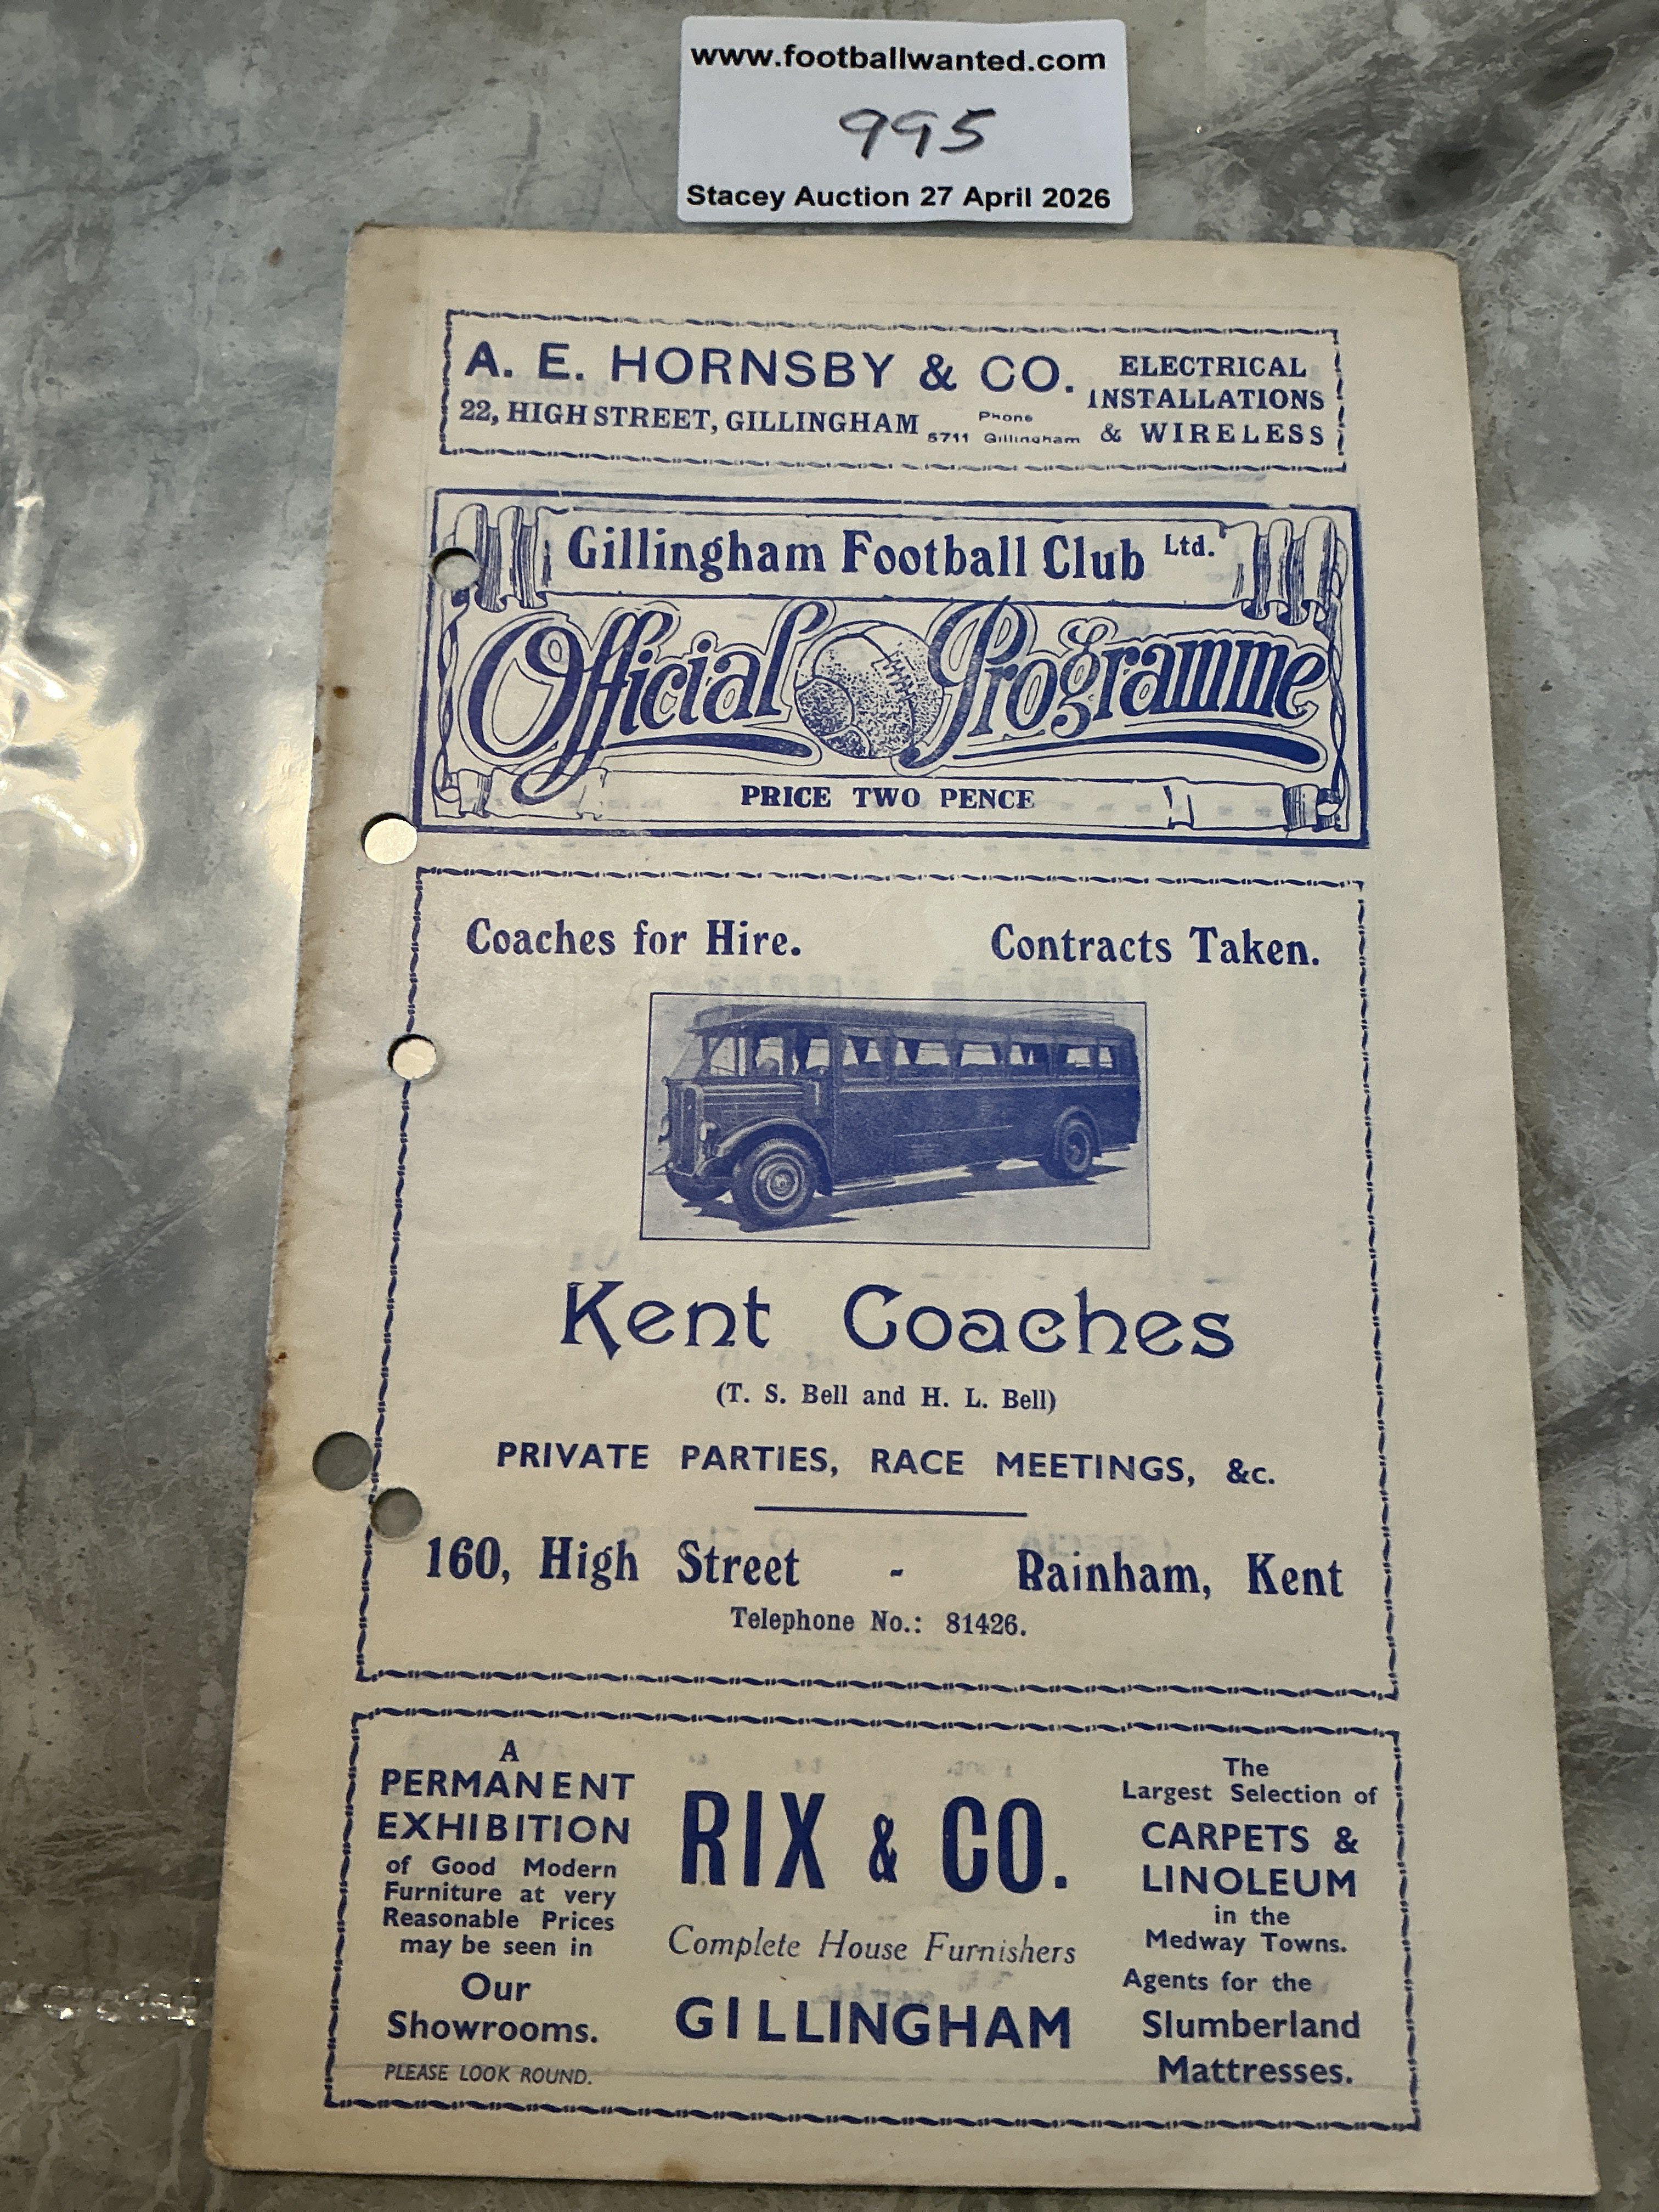 www.footballwanted.com
995
Stacey Auction 27 April 2026
A. E. HORNSBY & CO.
22, HIGH STREET, GILLINGHAM
Phone
5711 Gillingham
ELECTRICAL
INSTALLATIONS
& WIRELESS
Gillingham Football Club Ltd.
Official Programme
PRICE TWO PENCE
Coaches for Hire.
Contracts Taken.
Kent Coaches
(T. S. Bell and H. L. Bell)
PRIVATE PARTIES, RACE MEETINGS, &c.
160, High Street - Rainham, Kent
Telephone No.: 81426.
A
PERMANENT
EXHIBITION
of Good Modern
Furniture at very
Reasonable Prices
may be seen in
Our
Showrooms.
PLEASE LOOK ROUND.
RIX & CO.
Complete House Furnishers
GILLINGHAM
The
Largest Selection of
CARPETS &
LINOLEUM
in the
Medway Towns.
Agents for the
Slumberland
Mattresses.